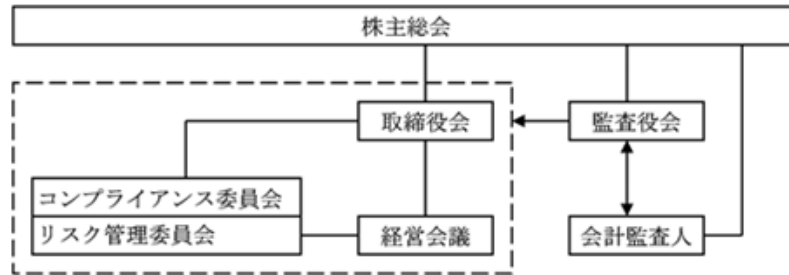 株主総会
取締役会
監査役会
コンプライアンス委員会
リスク管理委員会
経営会議
会計監査人